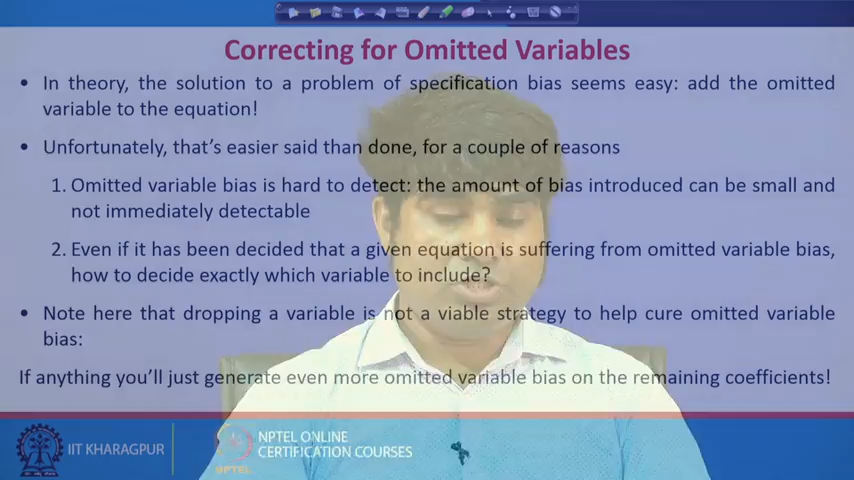 Correcting for Omitted Variables
• In theory, the solution to a problem of specification bias seems easy: add the omitted
variable to the equation!
• Unfortunately, that's easier said than done, for a couple of reasons
1. Omitted variable bias is hard to detect: the amount of bias introduced can be small and
not immediately detectable
2. Even if it has been decided that a given equation is suffering from omitted variable bias,
how to decide exactly which variable to include?
• Note here that dropping a variable is not a viable strategy to help cure omitted variable
bias:
If anything you'll just generate even more omitted variable bias on the remaining coefficients!
IIT KHARAGPUR
NPTEL
NPTEL ONLINE
CERTIFICATION COURSES